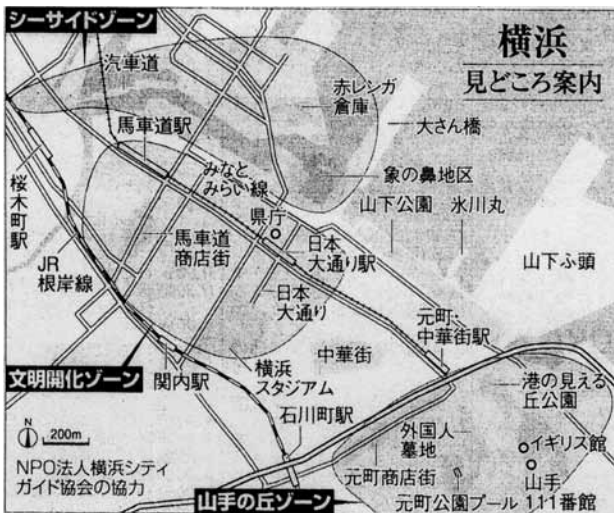 シーサイドゾーン
横浜
見どころ案内
汽車道
赤レンガ
倉庫
大さん橋
馬車道駅
みなと
みらい線
象の鼻地区
桜木町駅
県庁
山下公園
氷川丸
馬車道
商店街
日本
大通り駅
山下ふ頭
JR
根岸線
日本
大通り
元町・
中華街駅
文明開化ゾーン
関内駅
横浜
スタジアム
中華街
港の見える
丘公園
石川町駅
外国人
墓地
イギリス館
N
200m
元町商店街
山手
111番館
NPO法人横浜シティ
ガイド協会の協力
山手の丘ゾーン
元町公園プール